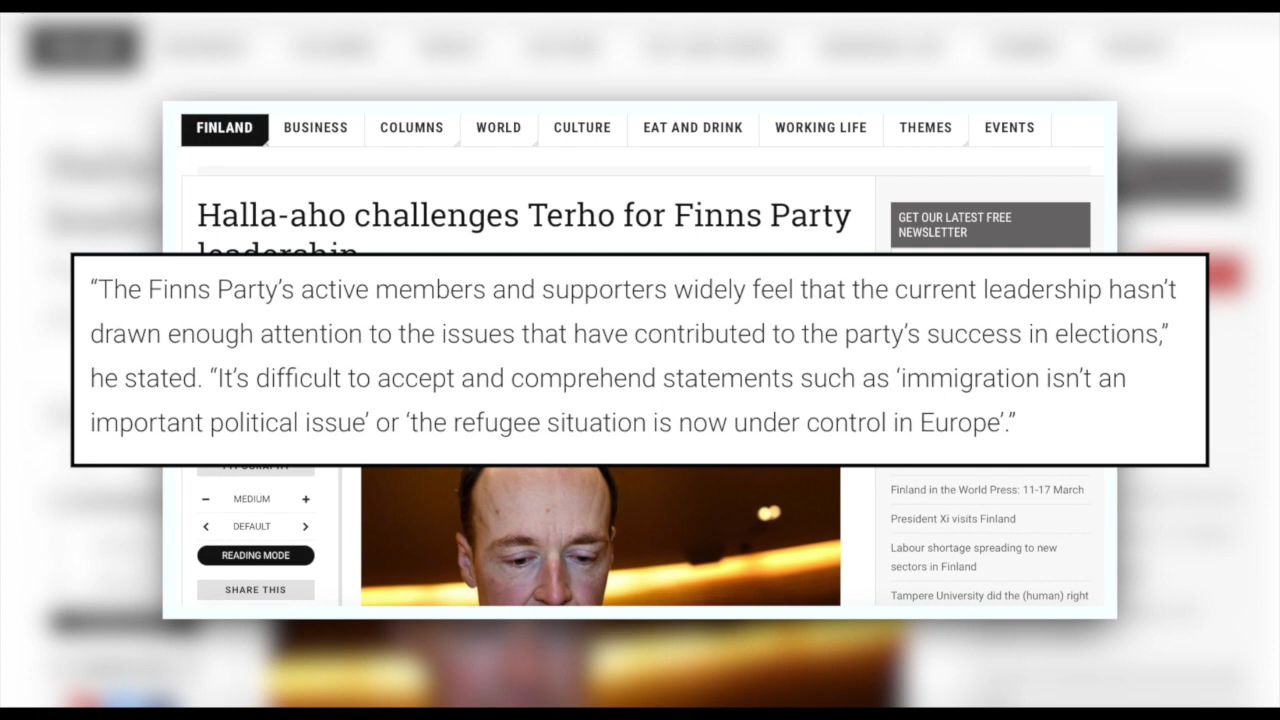 FINLAND BUSINESS COLUMNS WORLD CULTURE EAT AND DRINK WORKING LIFE THEMES EVENTS
Halla-aho challenges Terho for Finns Party
leadership
GET OUR LATEST FREE
NEWSLETTER
“The Finns Party’s active members and supporters widely feel that the current leadership hasn’t
drawn enough attention to the issues that have contributed to the party’s success in elections,”
he stated. “It’s difficult to accept and comprehend statements such as ‘immigration isn’t an
important political issue’ or ‘the refugee situation is now under control in Europe’.”
TYPOGRAPHY
- MEDIUM +
< DEFAULT >
READING MODE
SHARE THIS
Finland in the World Press: 11-17 March
President Xi visits Finland
Labour shortage spreading to new
sectors in Finland
Tampere University did the (human) right